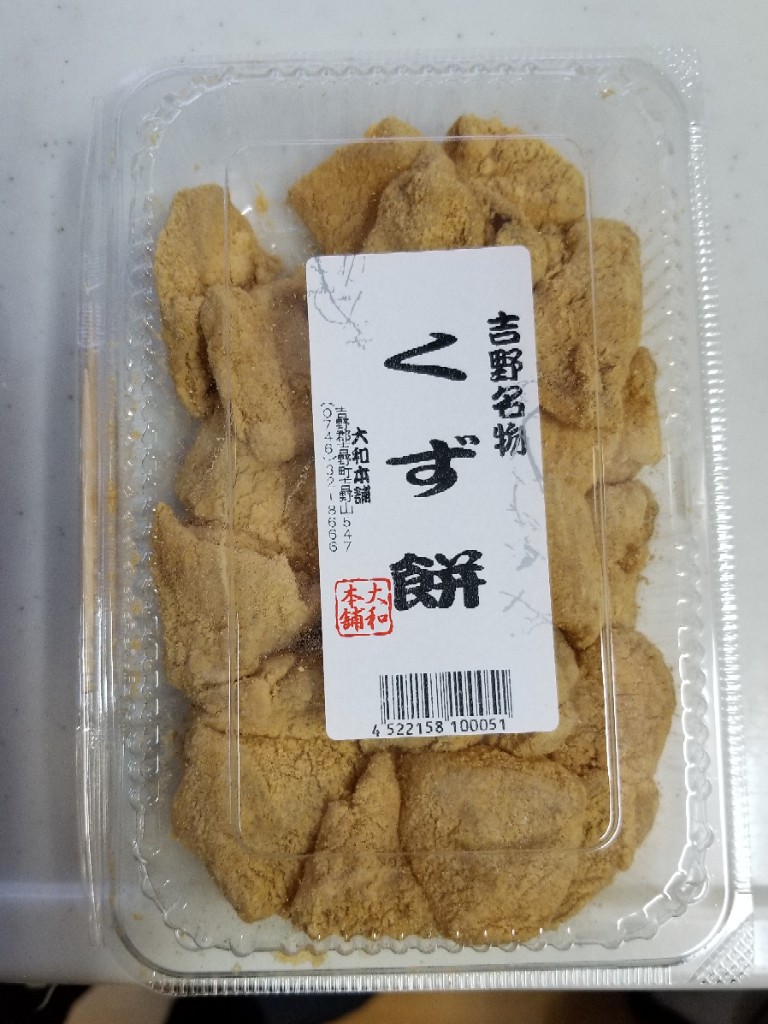 吉野名物
くず餅
大和本舗
吉野郡吉野町吉野山547
(0746)32-8666
大和
本舗
4 522158 100051